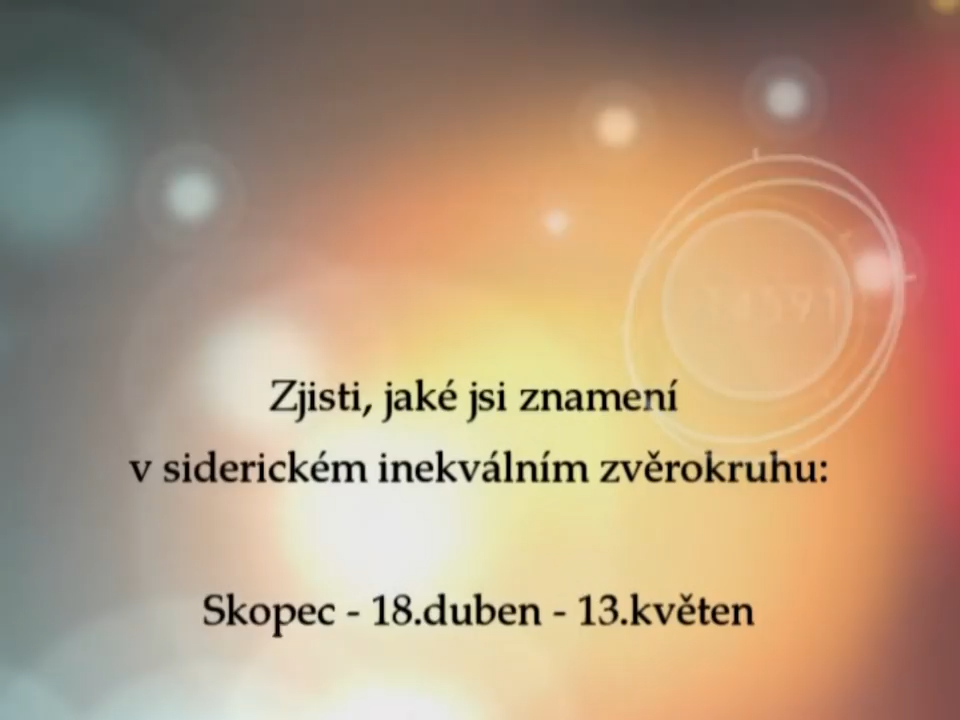 Zjisti, jaké jsi znamení
v siderickém inekválním zvěrokruhu:
Skopec - 18.duben - 13.květen